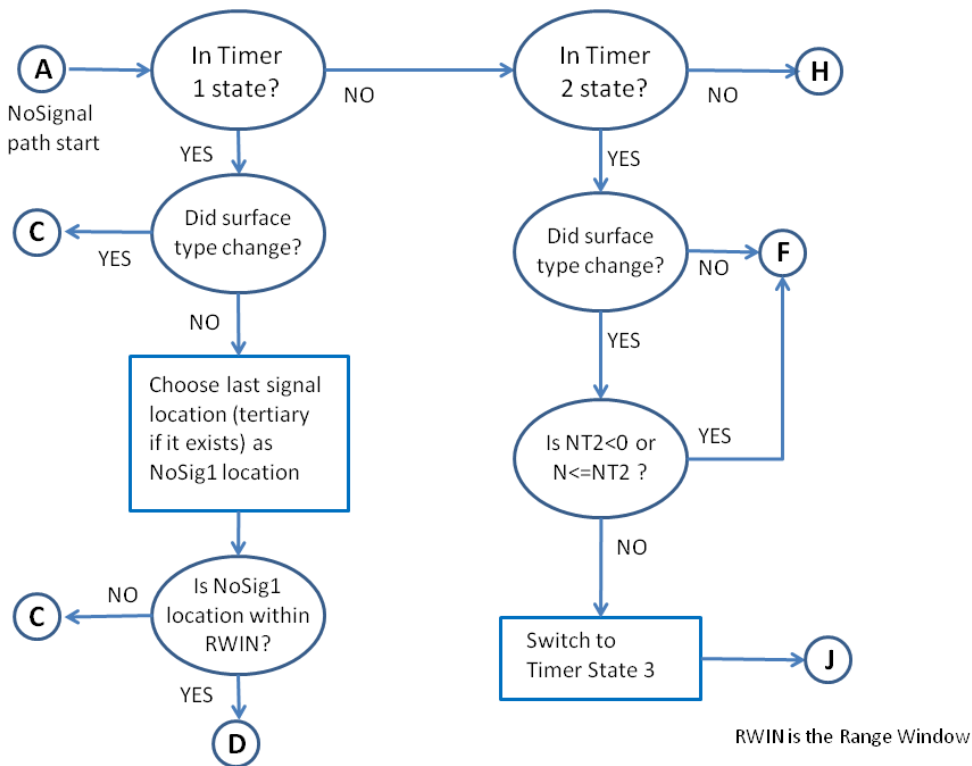 A
NoSignal
path start
In Timer
1 state?
NO
In Timer
2 state?
NO
H
YES
YES
C
YES
Did surface
type change?
Did surface
type change?
NO
F
NO
YES
Choose last signal
location (tertiary
if it exists) as
NoSig1 location
Is NT2<0 or
N<=NT2 ?
YES
NO
C
NO
Is NoSig1
location within
RWIN?
Switch to
Timer State 3
J
YES
D
RWIN is the Range Window